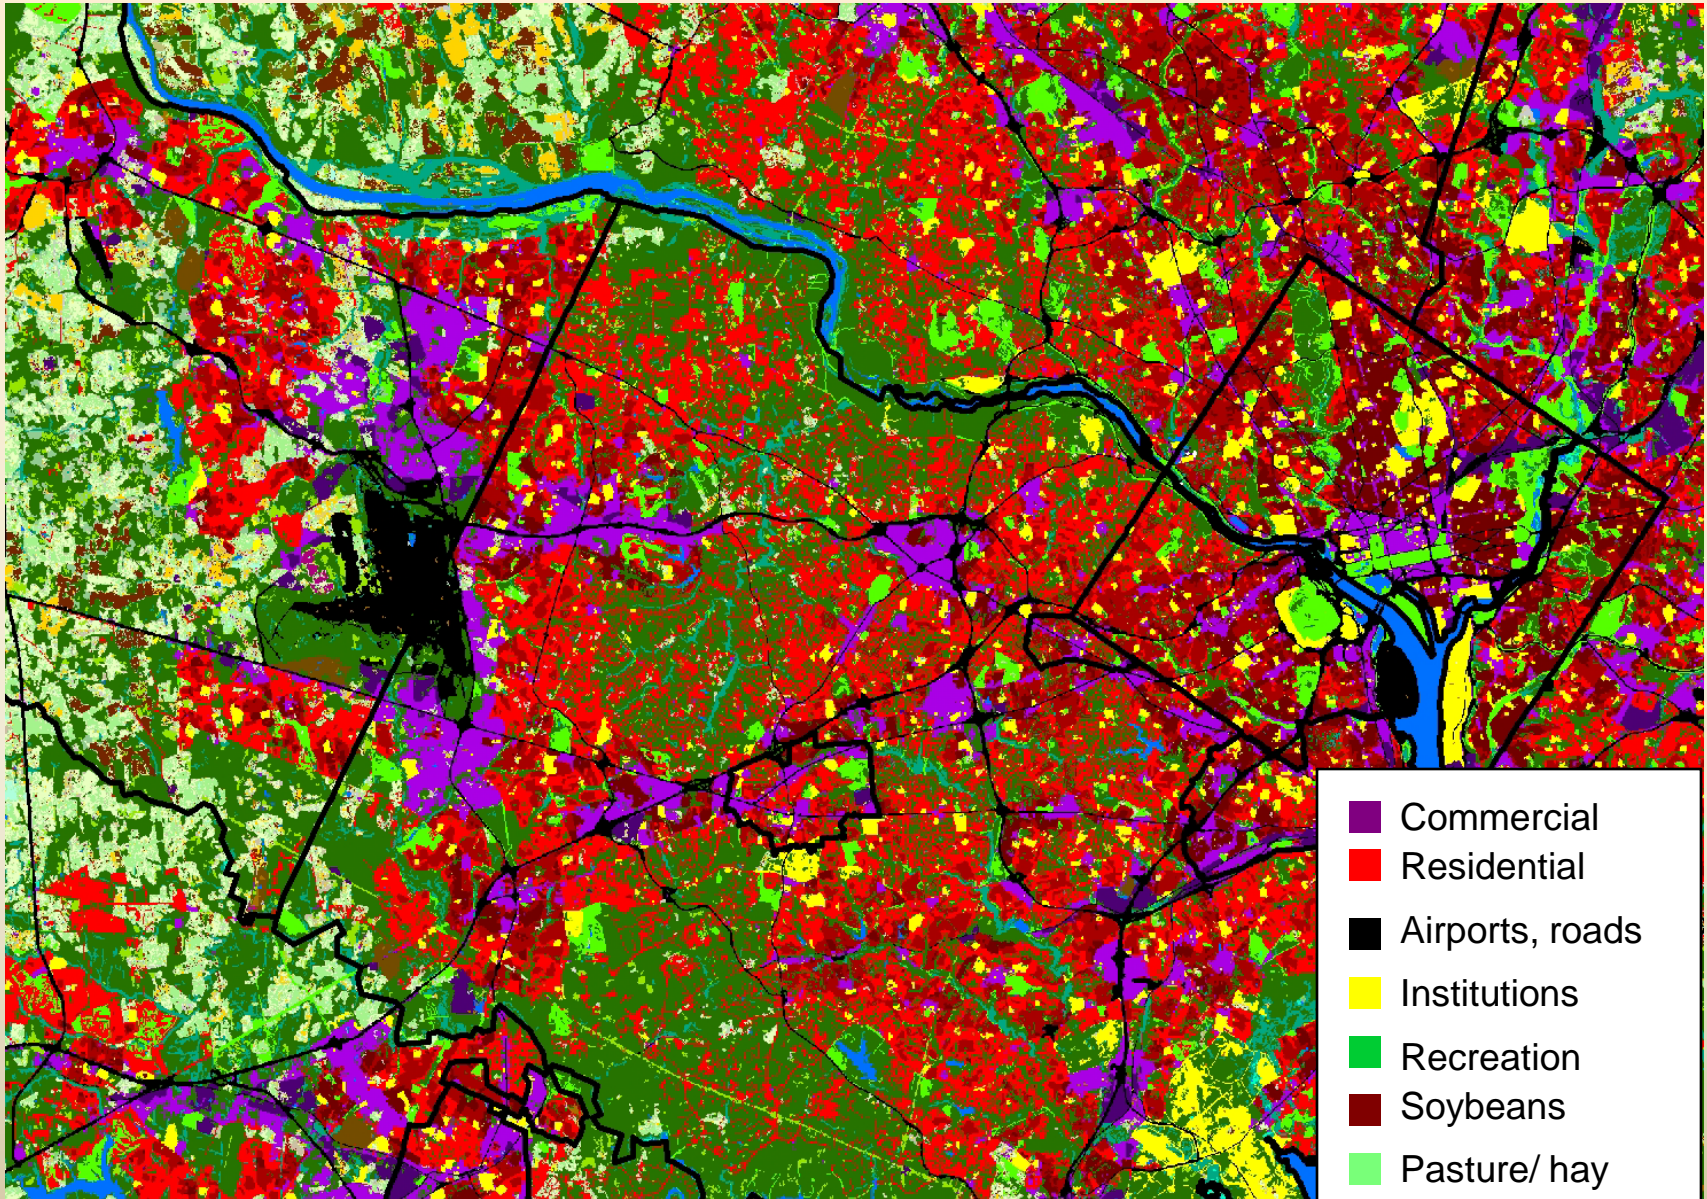 Commercial
Residential
Airports, roads
Institutions
Recreation
Soybeans
Pasture/ hay